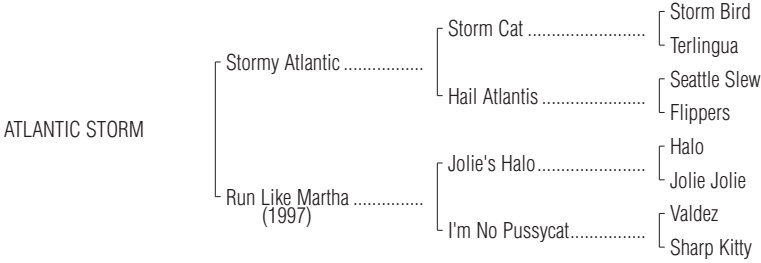 Storm Bird
Storm Cat ..........................
Terlingua
Stormy Atlantic .................
Seattle Slew
Hail Atlantis ......................
Flippers
ATLANTIC STORM
Halo
Jolie's Halo.......................
Jolie Jolie
Run Like Martha ...............
(1997)
Valdez
I'm No Pussycat................
Sharp Kitty